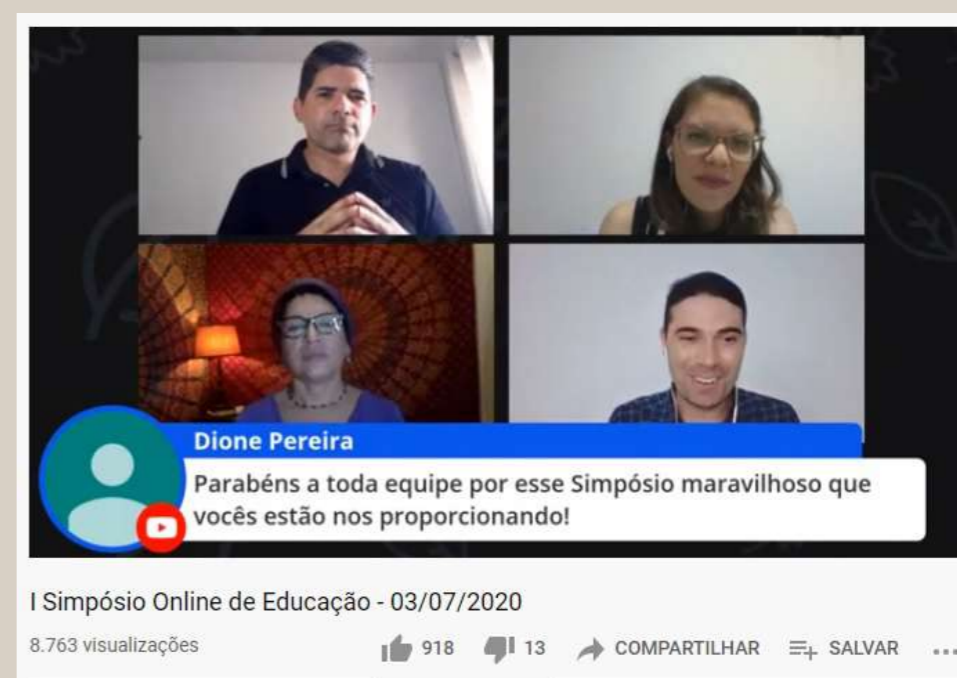 Dione Pereira
Parabéns a toda equipe por esse Simpósio maravilhoso que
vocês estão nos proporcionando!
I Simpósio Online de Educação - 03/07/2020
8.763 visualizações 918 13 COMPARTILHAR SALVAR ...